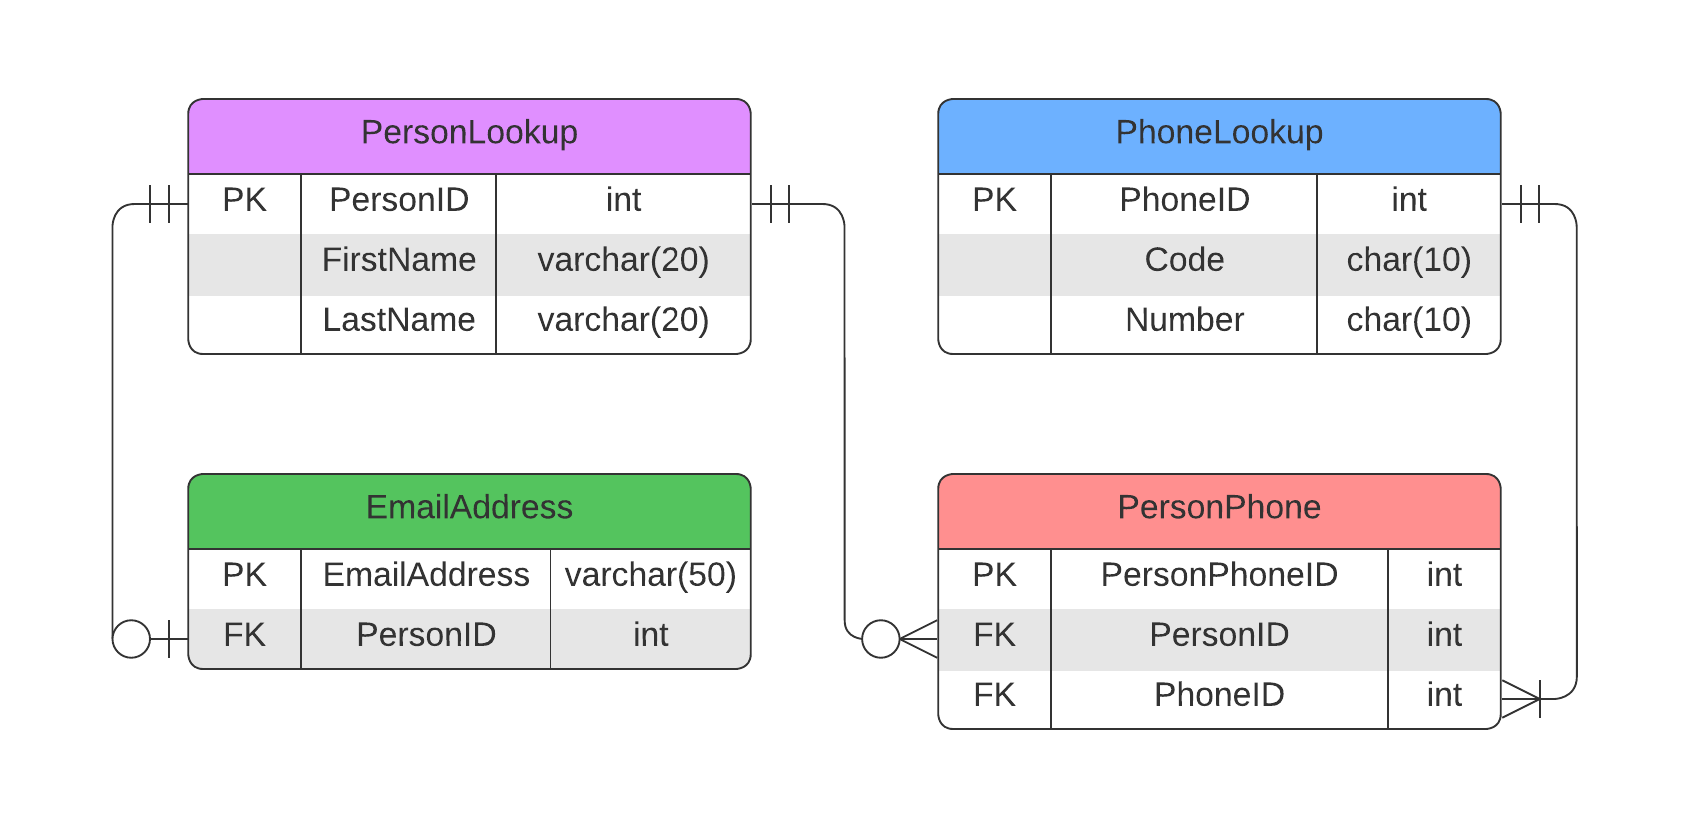 PersonLookup
PK PersonID int
FirstName varchar(20)
LastName varchar(20)
PhoneLookup
PK PhoneID int
Code char(10)
Number char(10)
EmailAddress
PK EmailAddress varchar(50)
FK PersonID int
PersonPhone
PK PersonPhoneID int
FK PersonID int
FK PhoneID int